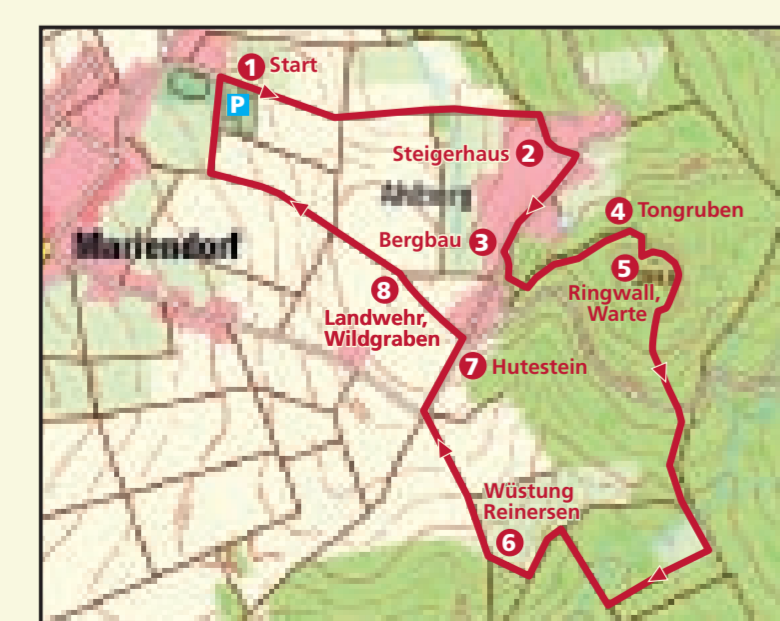 1 Start
P
Steigerhaus 2
4 Tongruben
Ahlberg
Bergbau 3
Mariendorf
5
Ringwall,
Warte
8
Landwehr,
Wildgraben
7 Hutestein
Wüstung
Reinersen
6